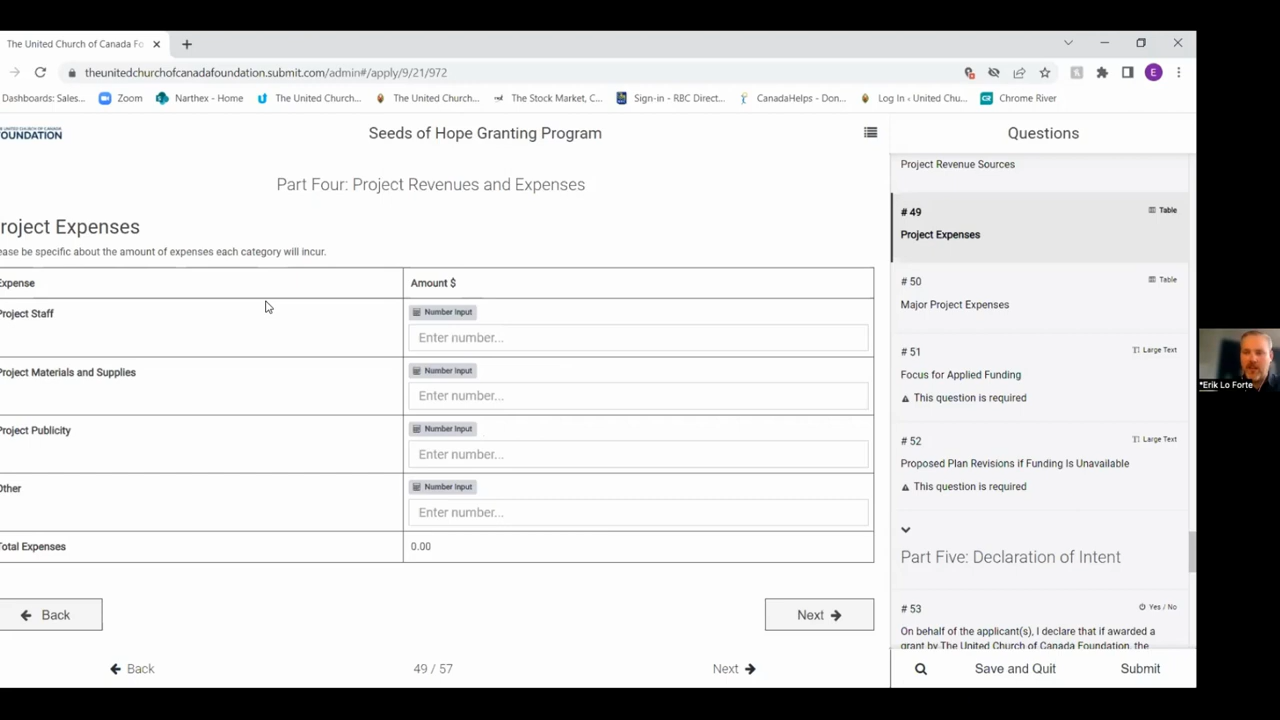 The United Church of Canada Fo
theunitedchurchofcanadafoundation.submit.com/admin#/apply/9/21/972
E
Dashboards: Sales...
Zoom
Narthex - Home
The United Church...
The United Church...
The Stock Market, C...
Sign-in - RBC Direct...
CanadaHelps - Don...
Log In ‹ United Chu...
Chrome River
HE UNITED CHURCH OF CANADA
FOUNDATION
Seeds of Hope Granting Program
Part Four: Project Revenues and Expenses
roject Expenses
ease be specific about the amount of expenses each category will incur.
Expense
Amount $
Project Staff
Number Input
Enter number...
Project Materials and Supplies
Number Input
Enter number...
Project Publicity
Number Input
Enter number...
Other
Number Input
Enter number...
Total Expenses
0.00
Back
Next
Back
49 / 57
Next
Questions
Project Revenue Sources
# 49
Table
Project Expenses
# 50
Table
Major Project Expenses
# 51
Large Text
Focus for Applied Funding
This question is required
# 52
Large Text
Proposed Plan Revisions if Funding Is Unavailable
This question is required
Part Five: Declaration of Intent
# 53
Yes / No
On behalf of the applicant(s), I declare that if awarded a
grant by The United Church of Canada Foundation, the
Save and Quit
Submit
*Erik Lo Forte